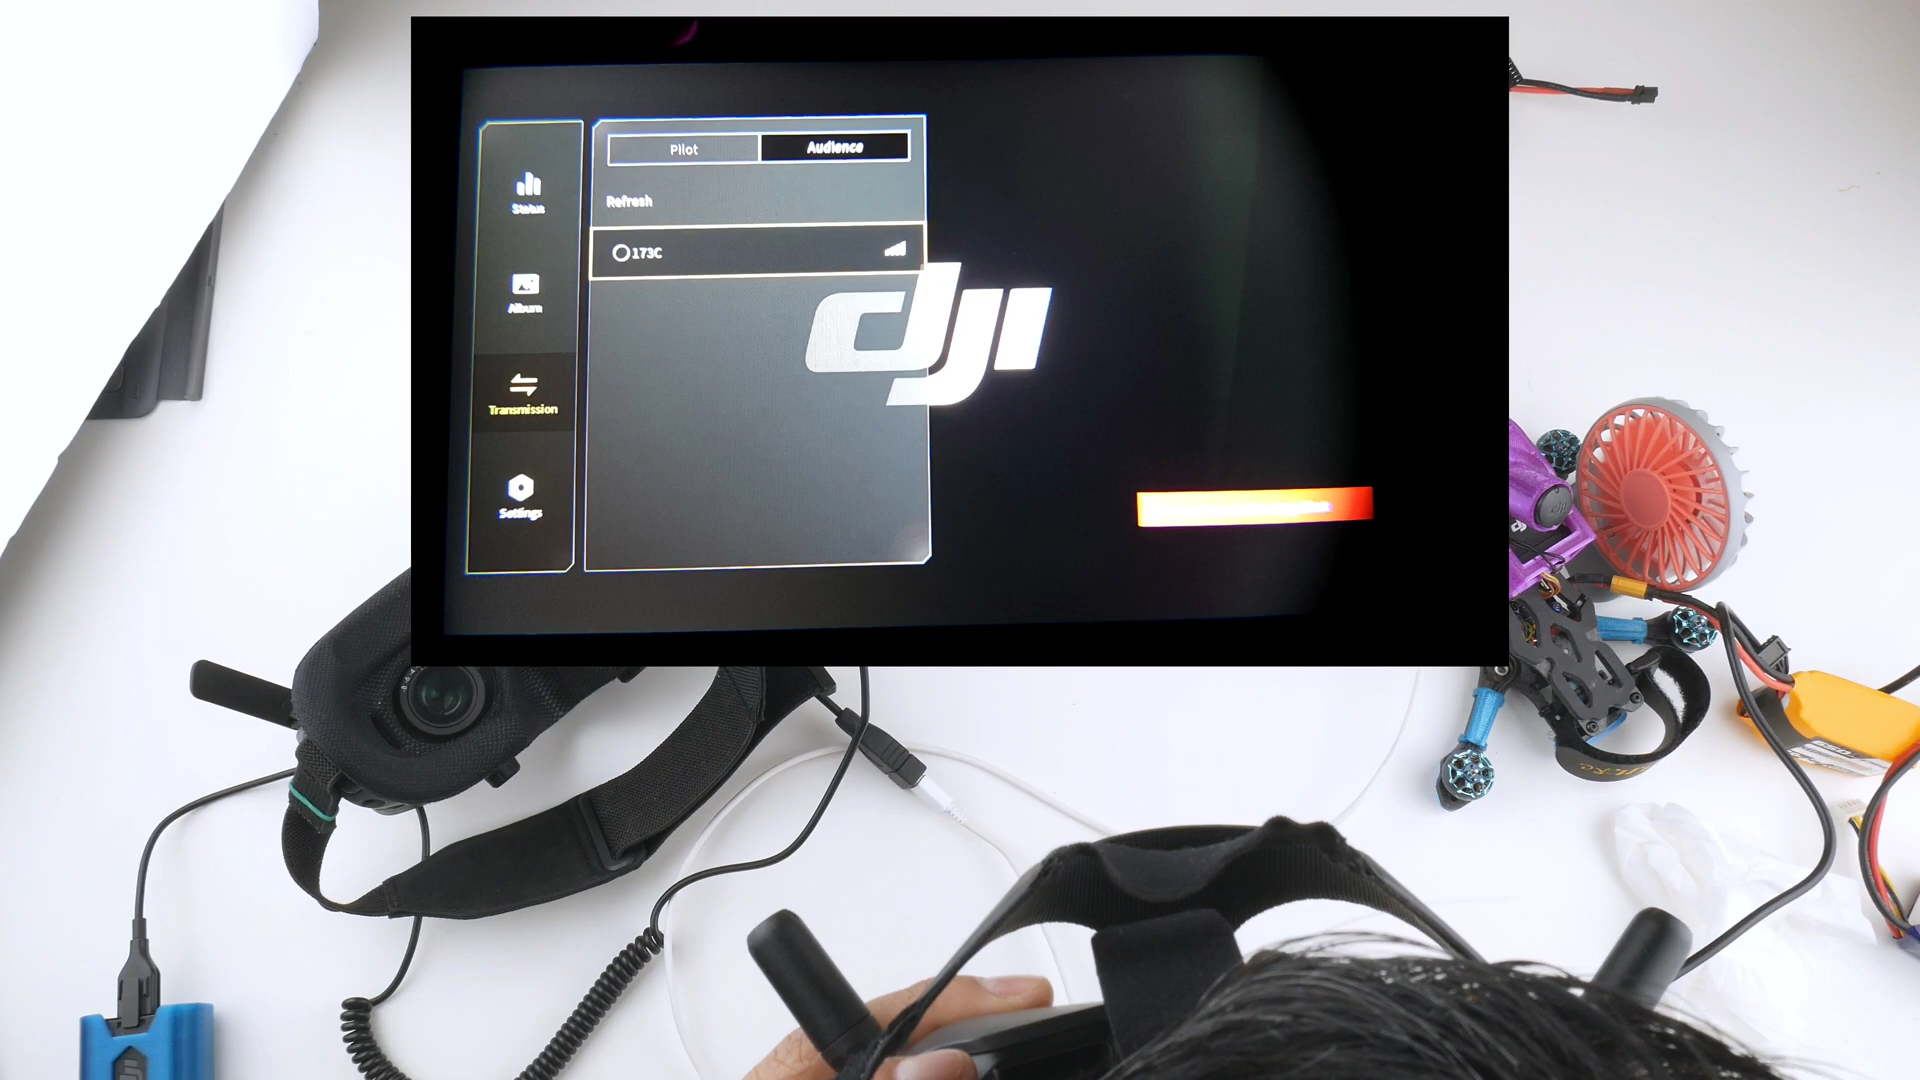 Pilot
Audience
Status
Refresh
173C
Album
dji
Transmission
Settings